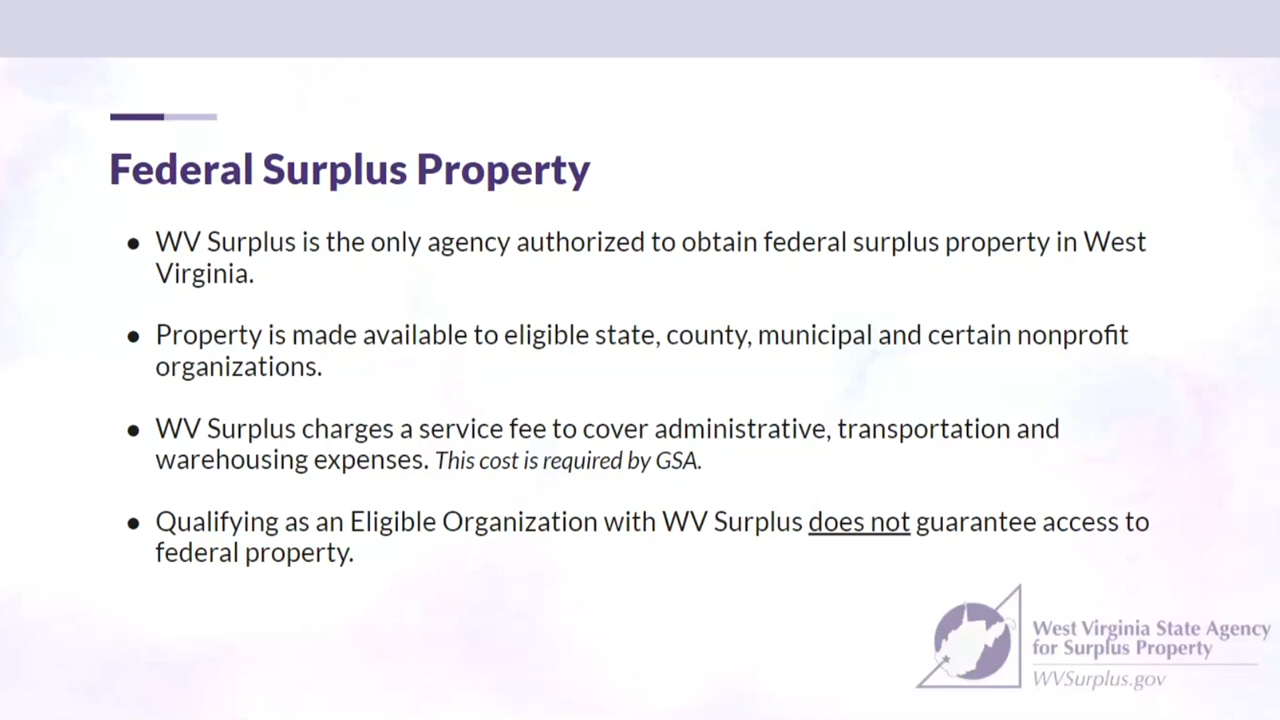 Federal Surplus Property
● WV Surplus is the only agency authorized to obtain federal surplus property in West
Virginia.
● Property is made available to eligible state, county, municipal and certain nonprofit
organizations.
● WV Surplus charges a service fee to cover administrative, transportation and
warehousing expenses. This cost is required by GSA.
● Qualifying as an Eligible Organization with WV Surplus does not guarantee access to
federal property.
West Virginia State Agency
for Surplus Property
WVSurplus.gov